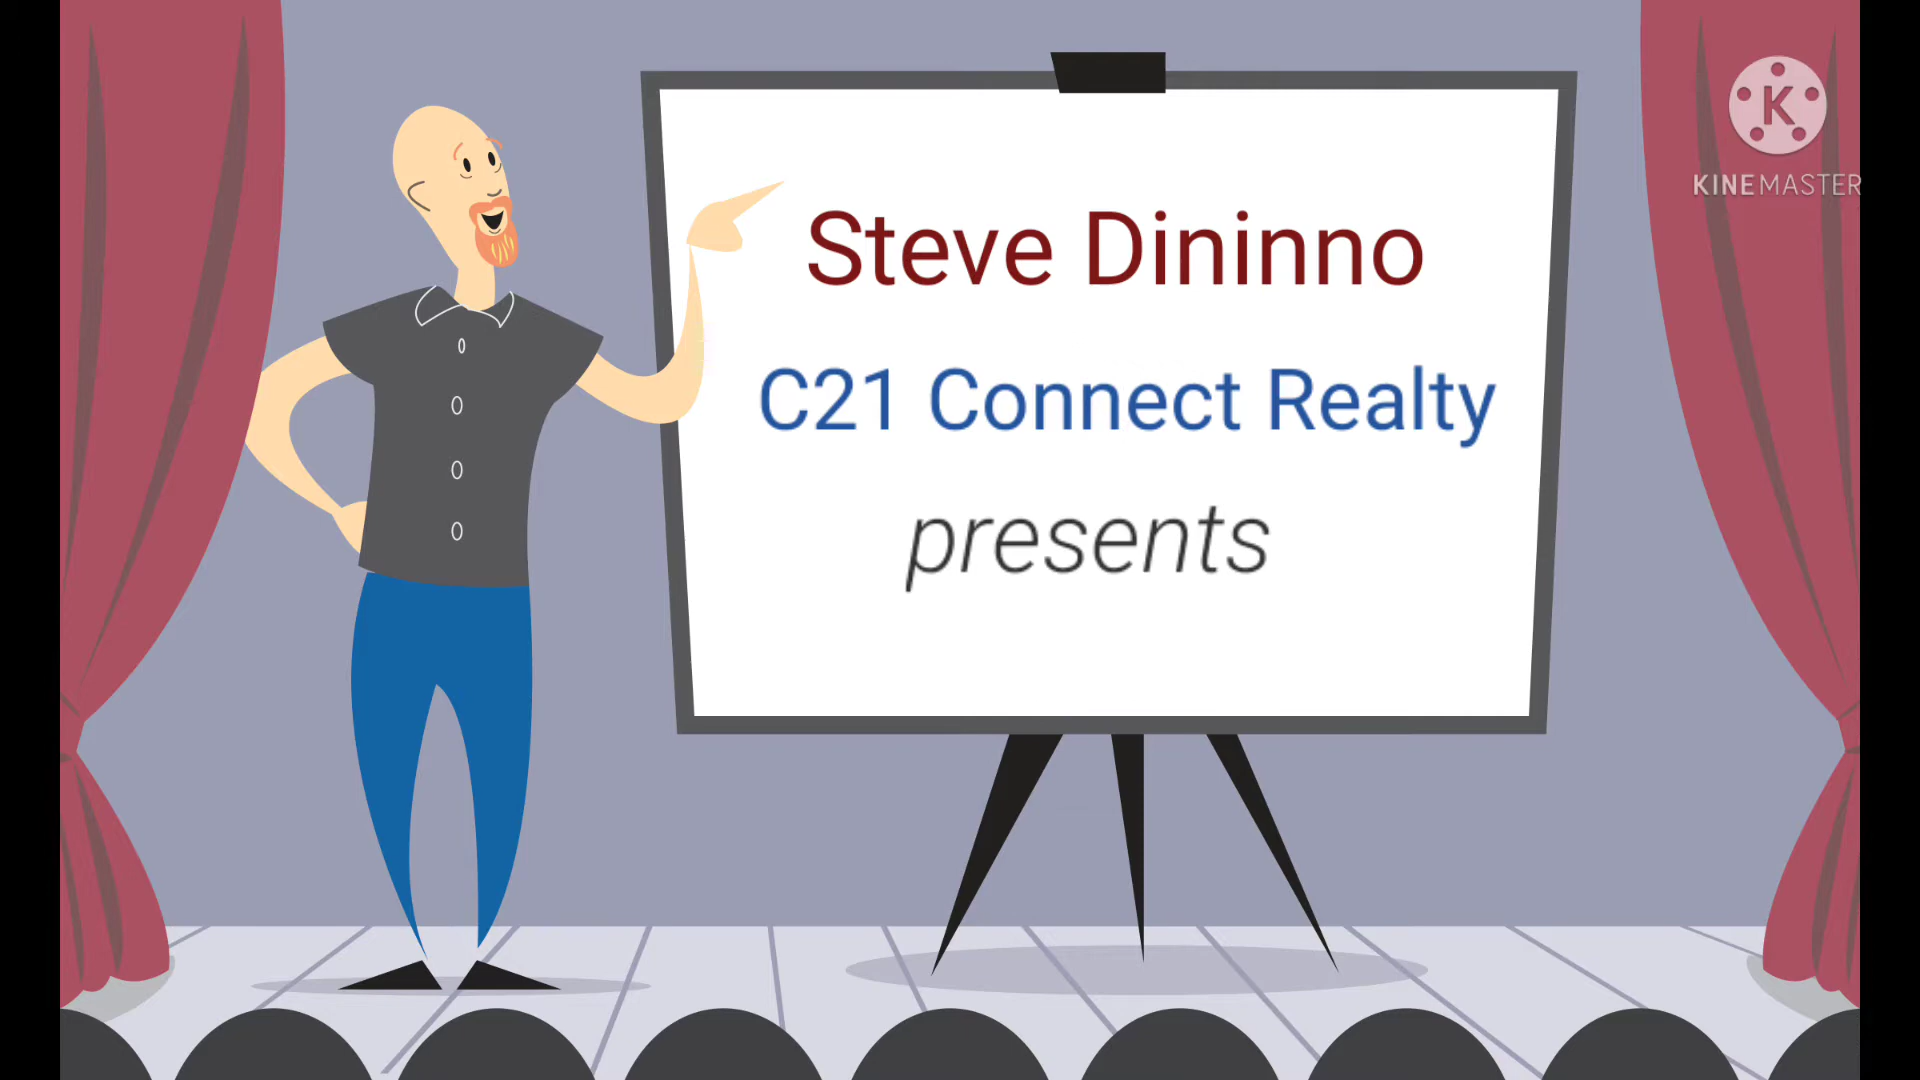 Steve Dininno
C21 Connect Realty
presents
K
KINEMASTER